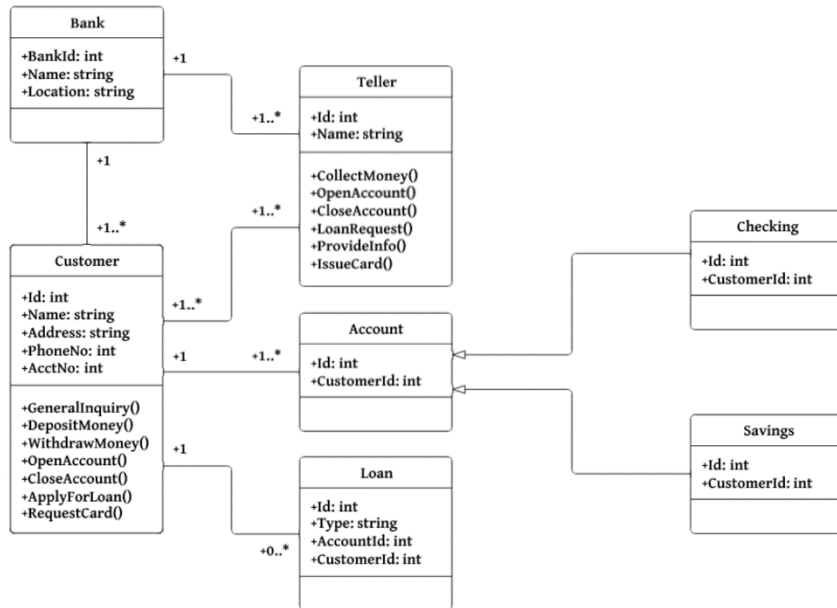 Bank
+BankId: int
+Name: string
+Location: string
+1
+1..*
Teller
+Id: int
+Name: string
+CollectMoney()
+OpenAccount()
+CloseAccount()
+LoanRequest()
+ProvideInfo()
+IssueCard()
+1
+1..*
+1..*
+1..*
Customer
+Id: int
+Name: string
+Address: string
+PhoneNo: int
+AcctNo: int
+GeneralInquiry()
+DepositMoney()
+WithdrawMoney()
+OpenAccount()
+CloseAccount()
+ApplyForLoan()
+RequestCard()
+1
+1..*
Account
+Id: int
+CustomerId: int
+1
+0..*
Loan
+Id: int
+Type: string
+AccountId: int
+CustomerId: int
Checking
+Id: int
+CustomerId: int
Savings
+Id: int
+CustomerId: int